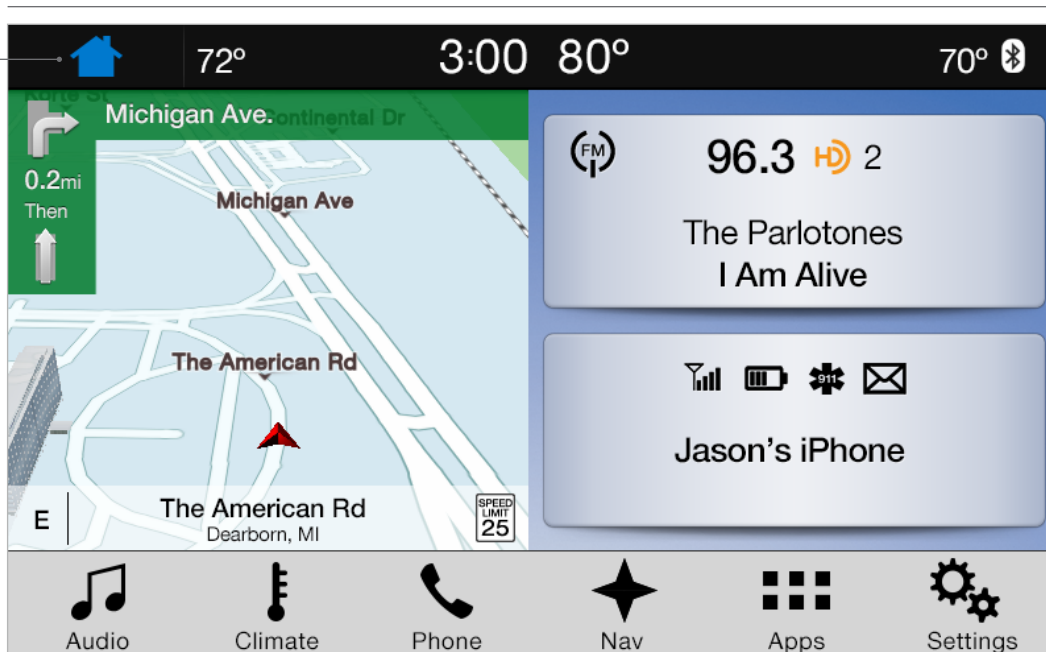 72º
3:00
80º
70º
Korte St
Michigan Ave.
Continental Dr
0.2mi
Then
Michigan Ave
The American Rd
E
The American Rd
Dearborn, MI
SPEED
LIMIT
25
FM
96.3 HD 2
The Parlotones
I Am Alive
911
Jason's iPhone
Audio
Climate
Phone
Nav
Apps
Settings